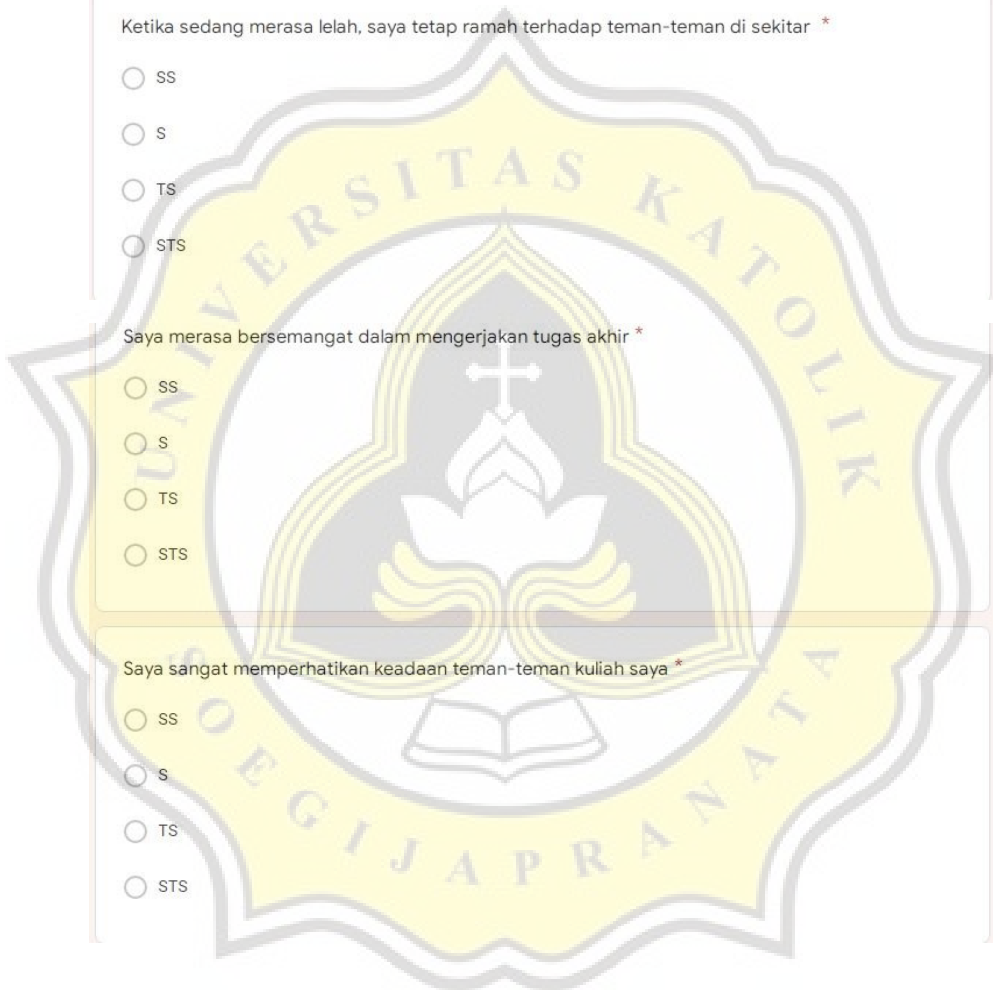 Ketika sedang merasa lelah, saya tetap ramah terhadap teman-teman di sekitar *
SS
S
TS
STS
Saya merasa bersemangat dalam mengerjakan tugas akhir *
SS
S
TS
STS
Saya sangat memperhatikan keadaan teman-teman kuliah saya *
SS
S
TS
STS
UNIVERSITAS KATOLIK
SOEGIJAPRANATA